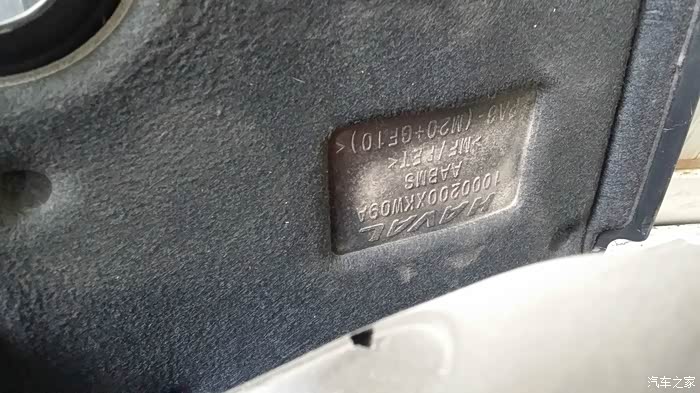 HAVAL
1000200XKW09A
AABMS
>MF/PET<
-(M20+GF10)<
汽车之家